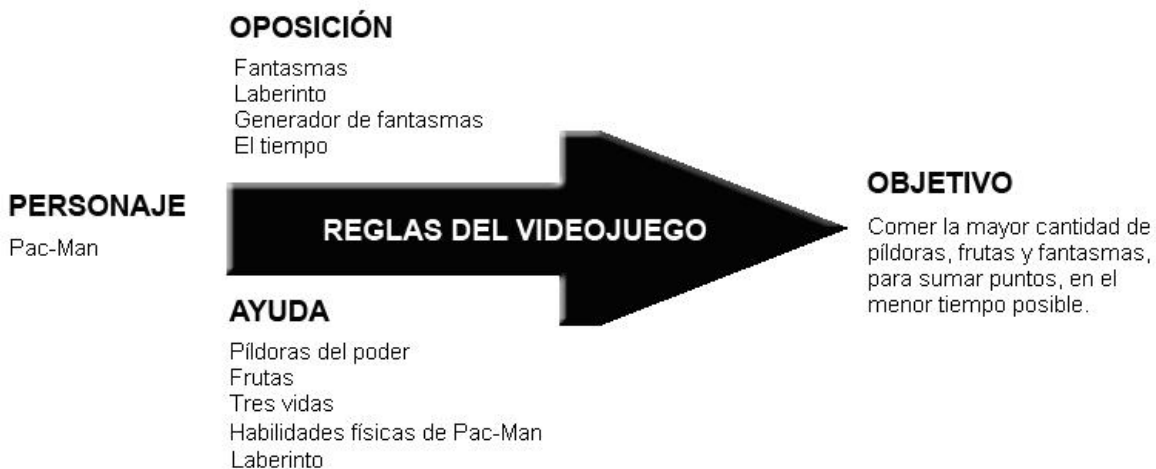 OPOSICIÓN
Fantasmas
Laberinto
Generador de fantasmas
El tiempo
PERSONAJE
Pac-Man
REGLAS DEL VIDEOJUEGO
OBJETIVO
Comer la mayor cantidad de
píldoras, frutas y fantasmas,
para sumar puntos, en el
menor tiempo posible.
AYUDA
Píldoras del poder
Frutas
Tres vidas
Habilidades físicas de Pac-Man
Laberinto